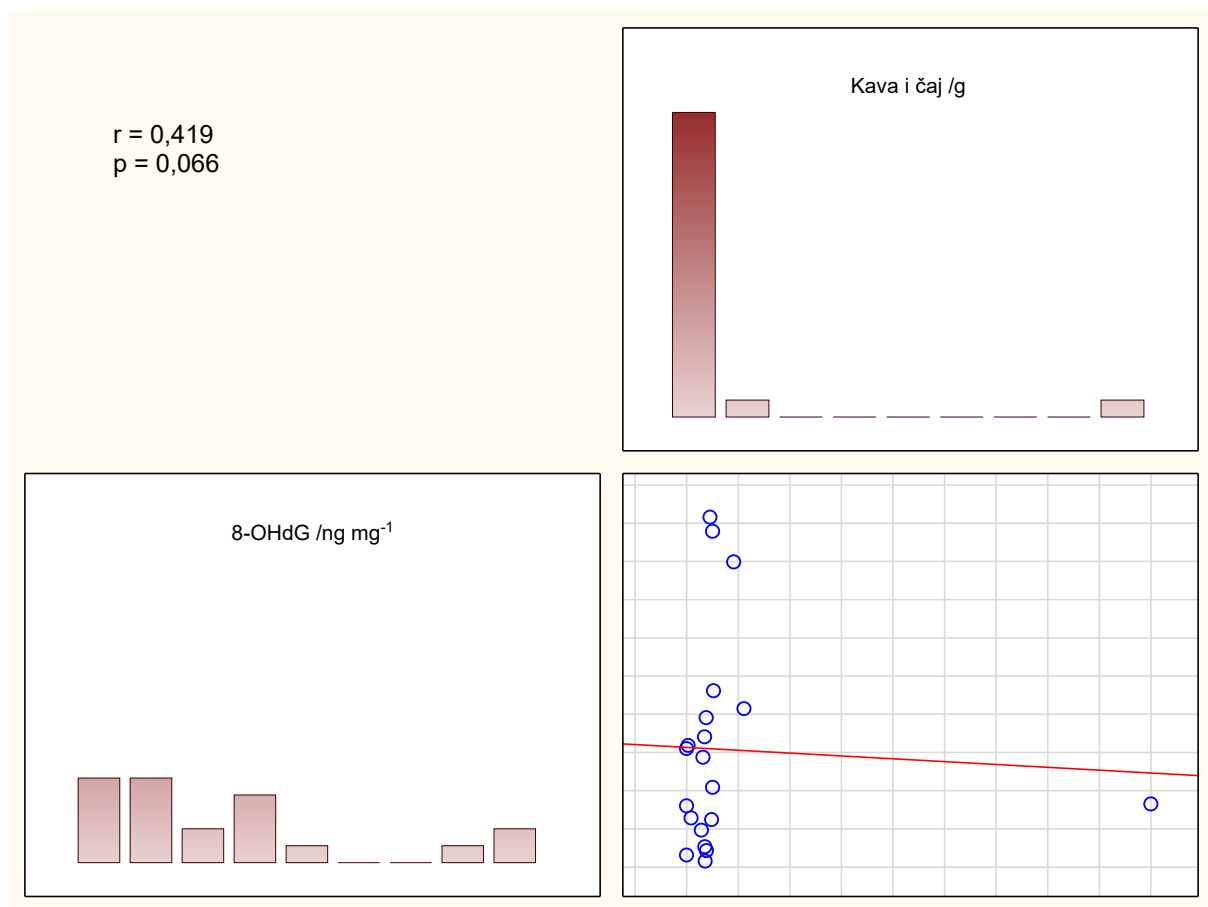 Kava i čaj /g
r = 0,419
p = 0,066
8-OHdG /ng mg⁻¹